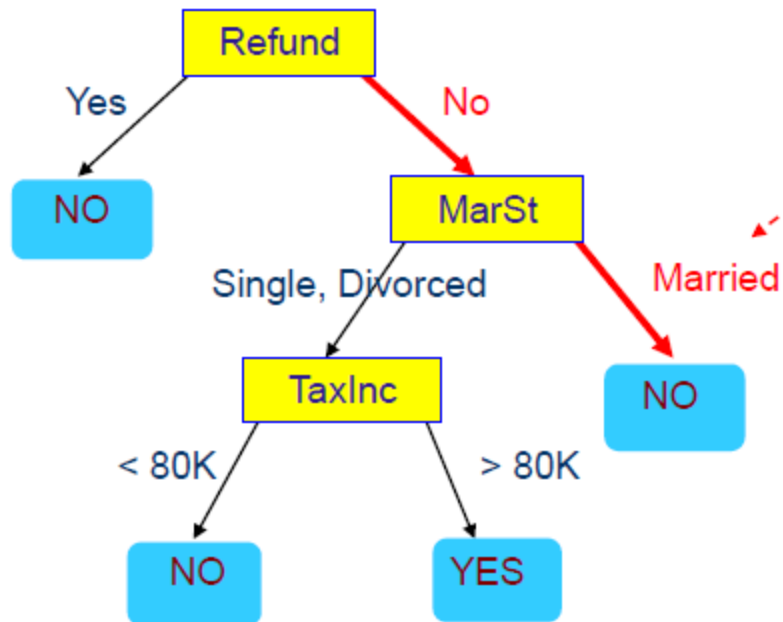 Refund
Yes
No
NO
MarSt
Single, Divorced
Married
TaxInc
NO
< 80K
> 80K
NO
YES